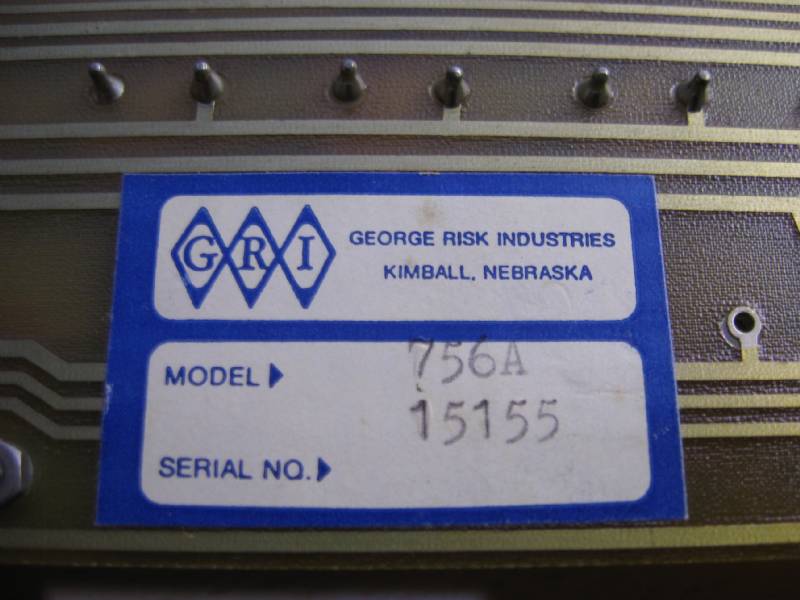 GRI
GEORGE RISK INDUSTRIES
KIMBALL, NEBRASKA
MODEL 756A
15155
SERIAL NO.